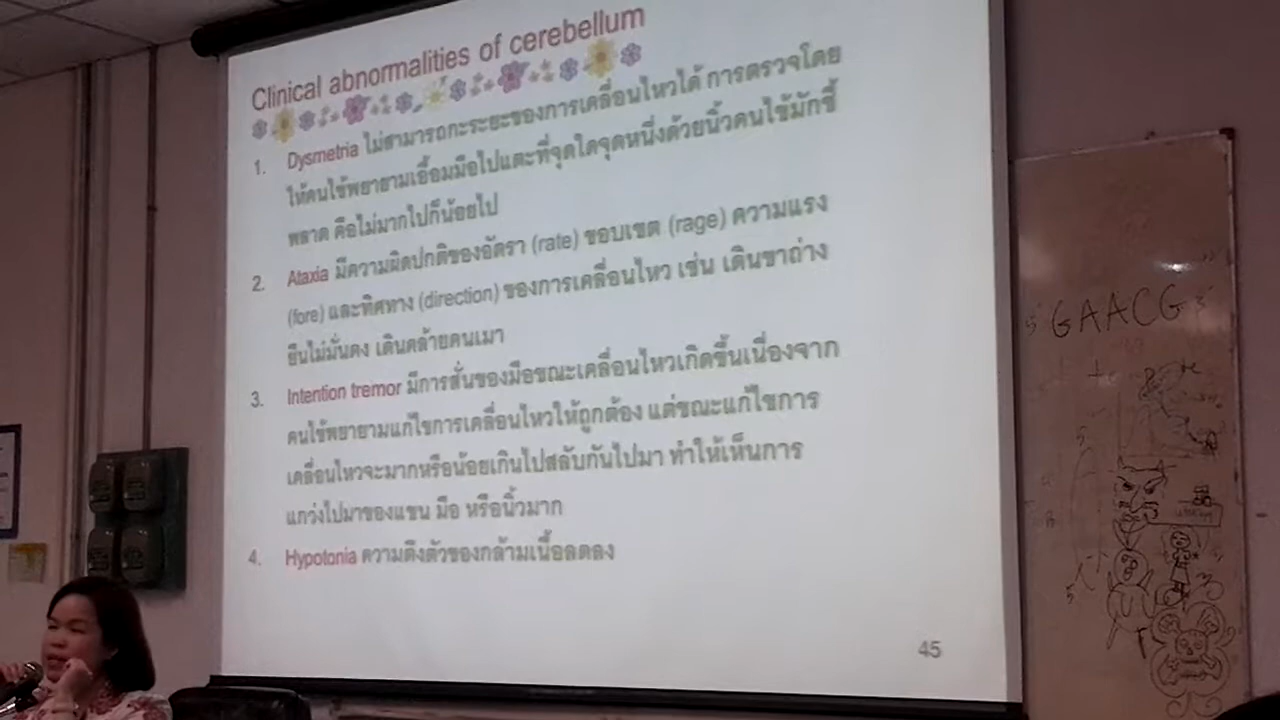 Clinical abnormalities of cerebellum
1. Dysmetria ไม่สามารถกะระยะของการเคลื่อนไหวได้ การตรวจโดย
ให้คนไข้พยายามเอื้อมมือไปแตะที่จุดใดจุดหนึ่งด้วยนิ้วคนไข้มักชี้
พลาด คือไม่มากไปก็น้อยไป
2. Ataxia มีความผิดปกติของอัตรา (rate) ขอบเขต (rage) ความแรง
(fore) และทิศทาง (direction) ของการเคลื่อนไหว เช่น เดินขาถ่าง
ยืนไม่มั่นคง เดินคล้ายคนเมา
3. Intention tremor มีการสั่นของมือขณะเคลื่อนไหวเกิดขึ้นเนื่องจาก
คนไข้พยายามแก้ไขการเคลื่อนไหวให้ถูกต้อง แต่ขณะแก้ไขการ
เคลื่อนไหวจะมากหรือน้อยเกินไปสลับกันไปมา ทำให้เห็นการ
แกว่งไปมาของแขน มือ หรือนิ้วมาก
4. Hypotonia ความตึงตัวของกล้ามเนื้อลดลง
45
GAACG